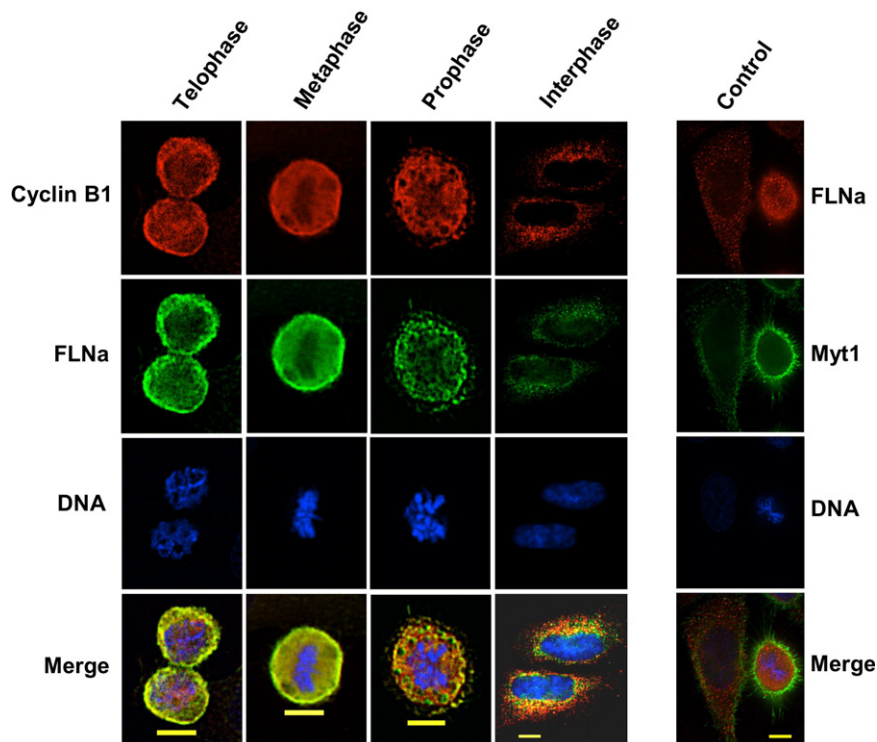 Telophase
Metaphase
Prophase
Interphase
Control
Cyclin B1
FLNa
FLNa
Myt1
DNA
DNA
Merge
Merge